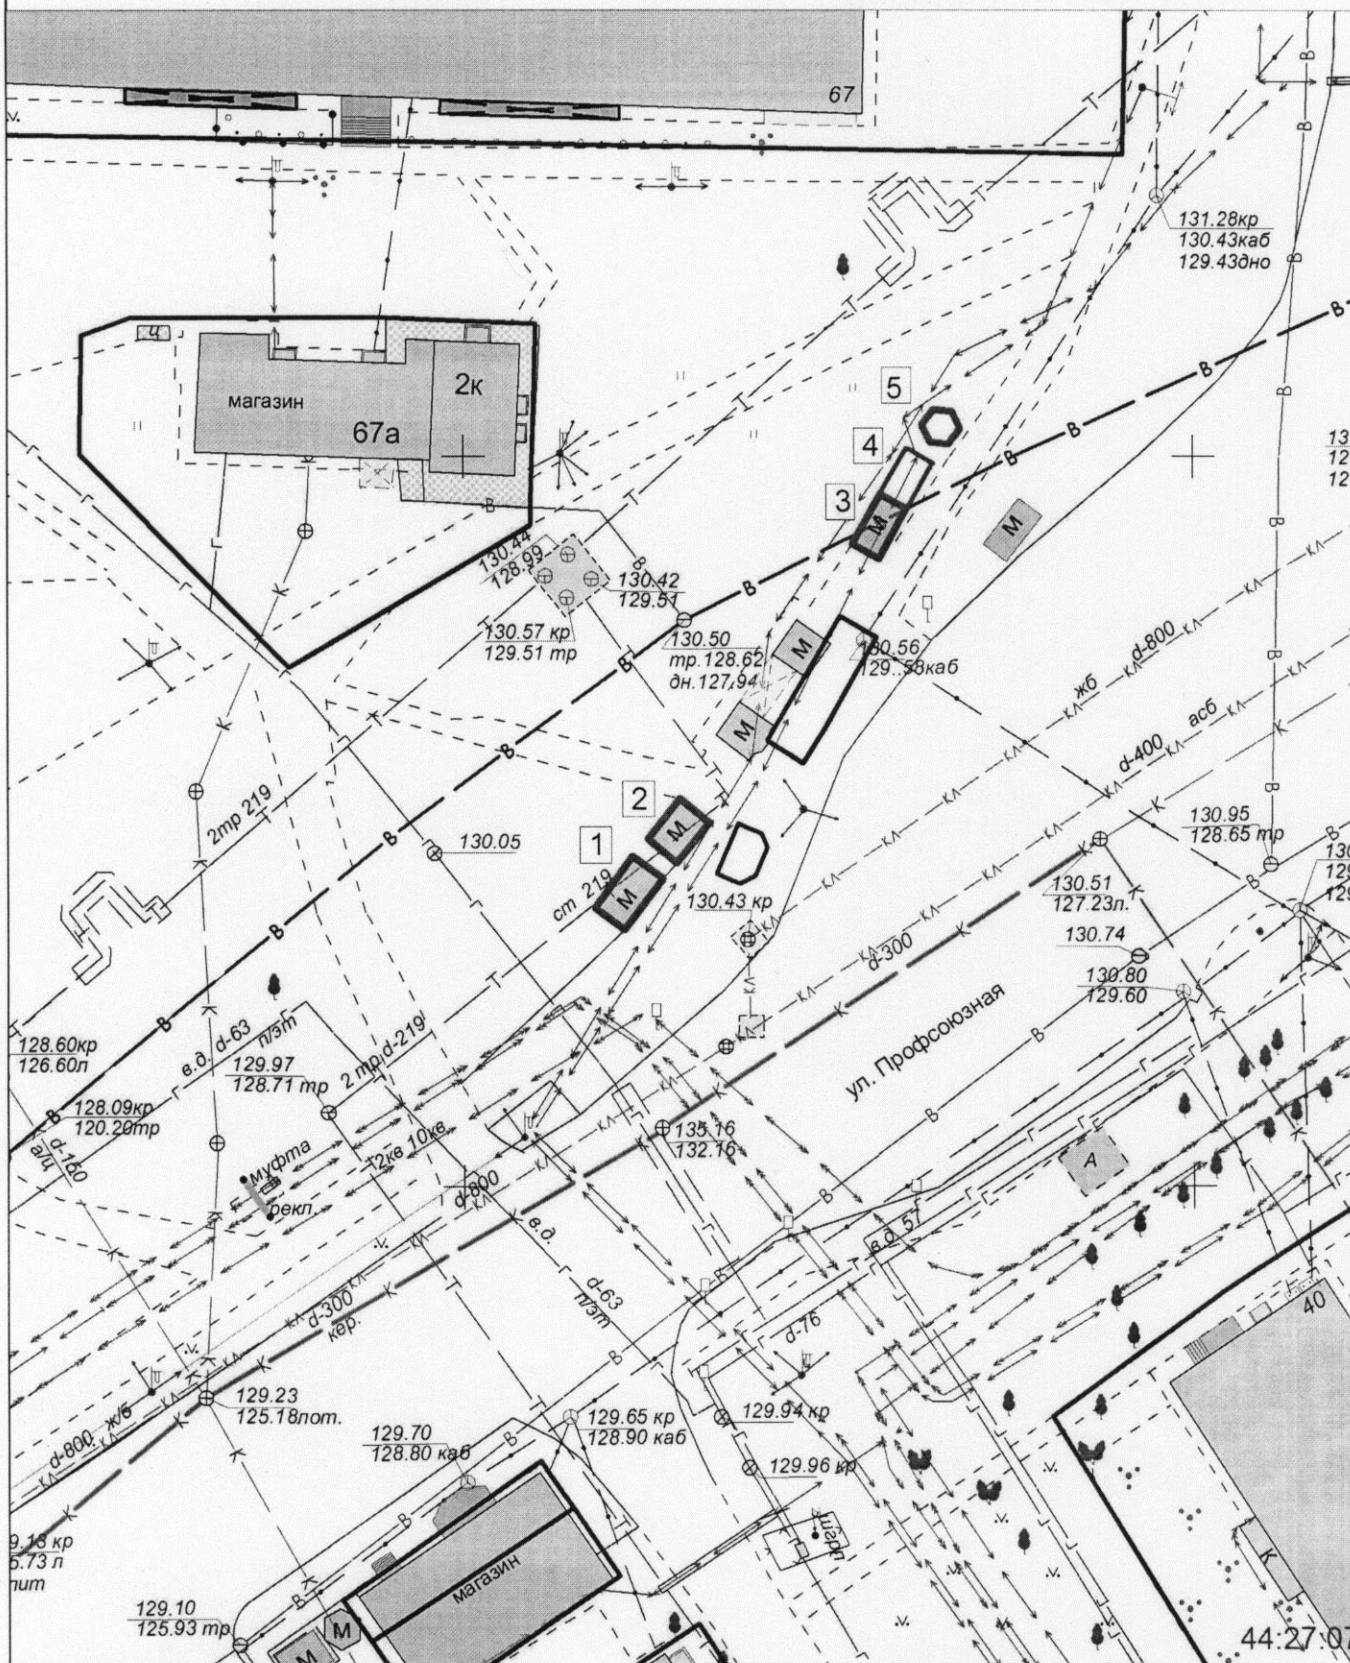 67
131.28кр
130.43каб
129.43дно
ц
магазин
2к
67а
5
4
3
М
М
130.44
128.99
130.42
129.51
130.57 кр
129.51 тр
130.50
тр.128.62
дн.127.94
М
130.56
129..58каб
М
d-800
жб
асб
d-400
2тр 219
2
М
1
М
ст 219
130.05
130.95
128.65 тр
130.51
127.23л.
130.43 кр
d-300
130.74
130.80
129.60
ул. Профсоюзная
128.60кр
126.60л
в.д. d-63
п/эт
129.97
128.71 тр
2 тр d-219
128.09кр
120.20тр
d-160
а/ц
муфта
рекл.
2кв 10кв
d-800
135.16
132.16
А
в.д.
в.д. 57
d-63
п/эт
d-300
кер.
d-76
40
129.23
125.18лот.
d-800 ж/б
129.70
128.80 каб
129.65 кр
128.90 каб
129.94 кр
129.96 кр
шгрп
магазин
К
129.10
125.93 тр
М
М
44:27:07